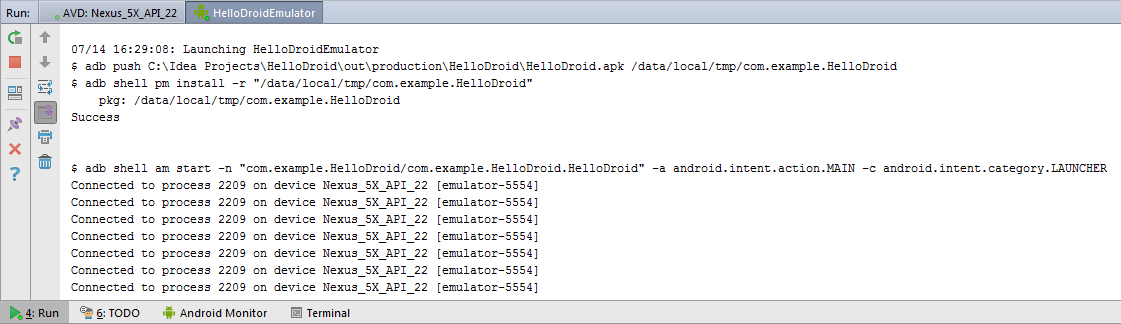 Run: AVD: Nexus_5X_API_22 HelloDroidEmulator
07/14 16:29:08: Launching HelloDroidEmulator
$ adb push C:\Idea Projects\HelloDroid\out\production\HelloDroid\HelloDroid.apk /data/local/tmp/com.example.HelloDroid
$ adb shell pm install -r "/data/local/tmp/com.example.HelloDroid"
pkg: /data/local/tmp/com.example.HelloDroid
Success
$ adb shell am start -n "com.example.HelloDroid/com.example.HelloDroid.HelloDroid" -a android.intent.action.MAIN -c android.intent.category.LAUNCHER
Connected to process 2209 on device Nexus_5X_API_22 [emulator-5554]
Connected to process 2209 on device Nexus_5X_API_22 [emulator-5554]
Connected to process 2209 on device Nexus_5X_API_22 [emulator-5554]
Connected to process 2209 on device Nexus_5X_API_22 [emulator-5554]
Connected to process 2209 on device Nexus_5X_API_22 [emulator-5554]
Connected to process 2209 on device Nexus_5X_API_22 [emulator-5554]
Connected to process 2209 on device Nexus_5X_API_22 [emulator-5554]
4: Run 6: TODO Android Monitor Terminal